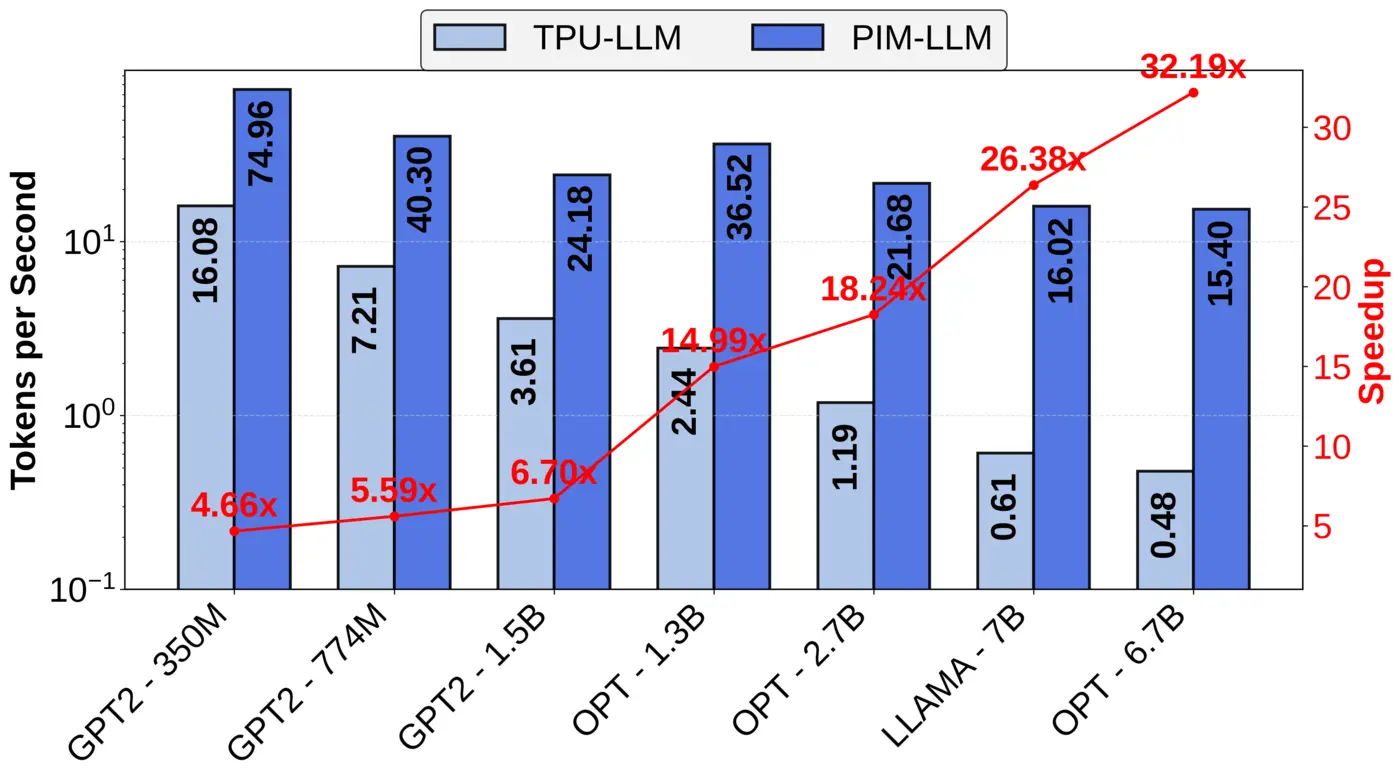 TPU-LLM PIM-LLM
Tokens per Second
10¹
10⁰
10⁻¹
16.08
74.96
7.21
40.30
3.61
24.18
2.44
36.52
1.19
21.68
0.61
16.02
0.48
15.40
4.66x
5.59x
6.70x
14.99x
18.24x
26.38x
32.19x
30
25
20
15
10
5
Speedup
GPT2 - 350M
GPT2 - 774M
GPT2 - 1.5B
OPT - 1.3B
OPT - 2.7B
LLAMA - 7B
OPT - 6.7B